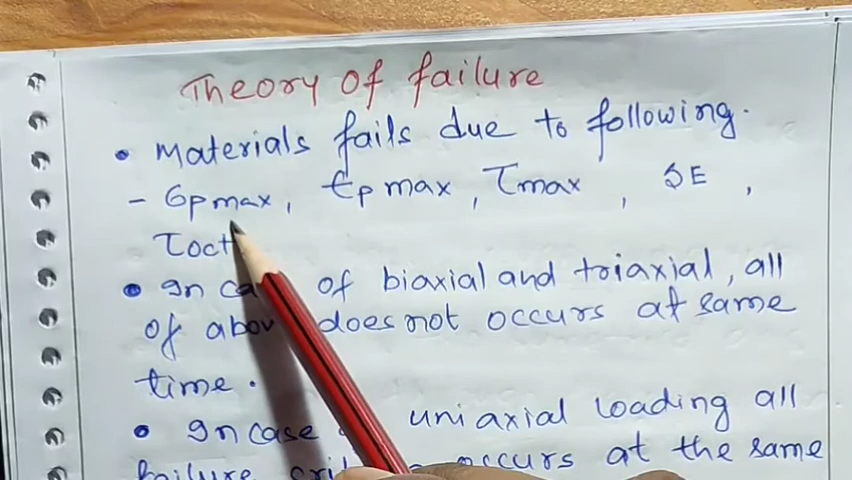 Theory of failure
• Materials fails due to following.
- σp max, εp max, τmax, SE,
τoct
• In ca of biaxial and triaxial, all
of abov does not occurs at same
time.
• In case uniaxial loading all
failure occurs at the same